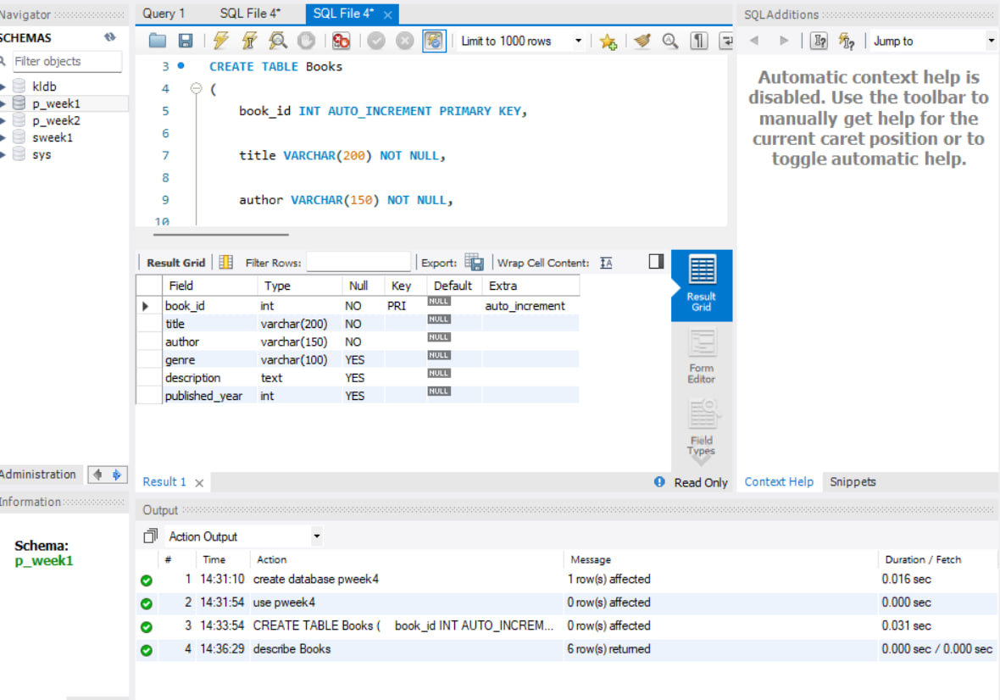 Navigator
SCHEMAS
Filter objects
kldb
p_week1
p_week2
sweek1
sys
Administration
Information
Schema:
p_week1
Query 1 SQL File 4* SQL File 4*
Limit to 1000 rows
3 CREATE TABLE Books
4 (
5 book_id INT AUTO_INCREMENT PRIMARY KEY,
6
7 title VARCHAR(200) NOT NULL,
8
9 author VARCHAR(150) NOT NULL,
10
Result Grid Filter Rows: Export: Wrap Cell Content:
Field Type Null Key Default Extra
book_id int NO PRI NULL auto_increment
title varchar(200) NO NULL
author varchar(150) NO NULL
genre varchar(100) YES NULL
description text YES NULL
published_year int YES NULL
Result
Grid
Form
Editor
Field
Types
Result 1 Read Only
SQLAdditions
Jump to
Automatic context help is
disabled. Use the toolbar to
manually get help for the
current caret position or to
toggle automatic help.
Context Help Snippets
Output
Action Output
# Time Action Message Duration / Fetch
1 14:31:10 create database pweek4 1 row(s) affected 0.016 sec
2 14:31:54 use pweek4 0 row(s) affected 0.000 sec
3 14:33:54 CREATE TABLE Books ( book_id INT AUTO_INCREM... 0 row(s) affected 0.031 sec
4 14:36:29 describe Books 6 row(s) returned 0.000 sec / 0.000 sec